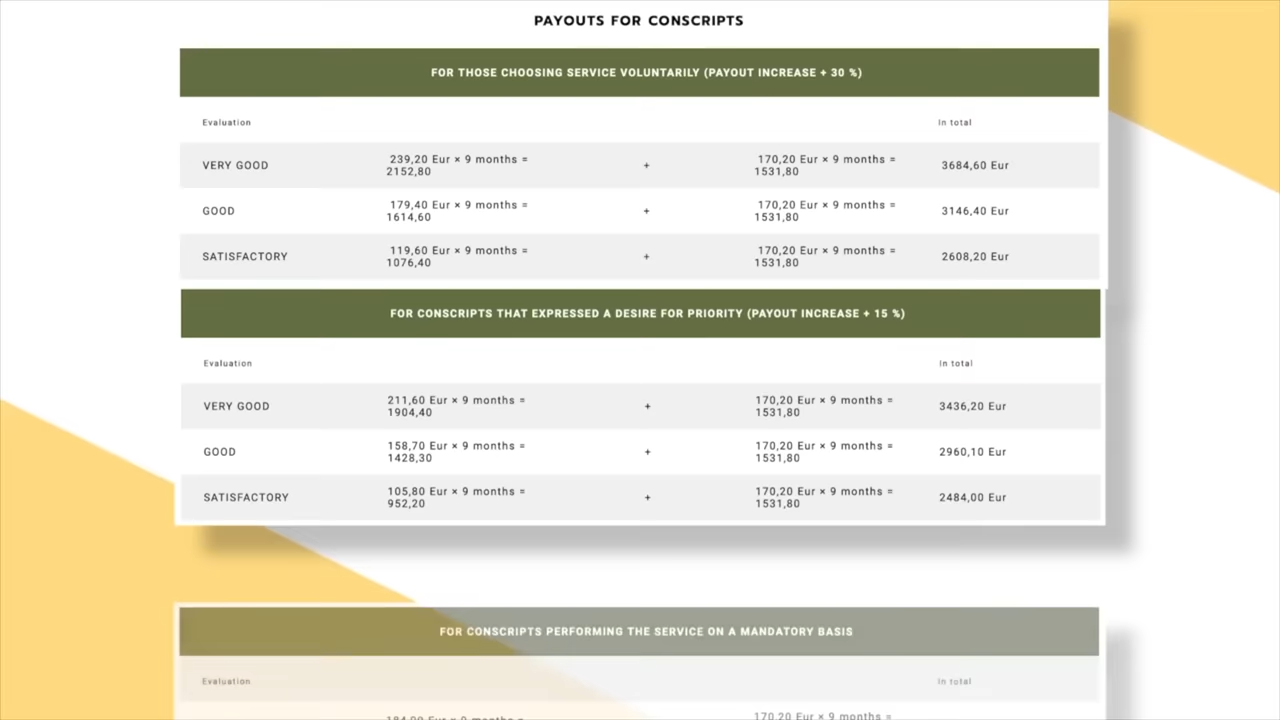 PAYOUTS FOR CONSCRIPTS
FOR THOSE CHOOSING SERVICE VOLUNTARILY (PAYOUT INCREASE + 30 %)
Evaluation In total
VERY GOOD 239,20 Eur × 9 months = 2152,80 + 170,20 Eur × 9 months = 1531,80 3684,60 Eur
GOOD 179,40 Eur × 9 months = 1614,60 + 170,20 Eur × 9 months = 1531,80 3146,40 Eur
SATISFACTORY 119,60 Eur × 9 months = 1076,40 + 170,20 Eur × 9 months = 1531,80 2608,20 Eur
FOR CONSCRIPTS THAT EXPRESSED A DESIRE FOR PRIORITY (PAYOUT INCREASE + 15 %)
Evaluation In total
VERY GOOD 211,60 Eur × 9 months = 1904,40 + 170,20 Eur × 9 months = 1531,80 3436,20 Eur
GOOD 158,70 Eur × 9 months = 1428,30 + 170,20 Eur × 9 months = 1531,80 2960,10 Eur
SATISFACTORY 105,80 Eur × 9 months = 952,20 + 170,20 Eur × 9 months = 1531,80 2484,00 Eur
FOR CONSCRIPTS PERFORMING THE SERVICE ON A MANDATORY BASIS
Evaluation In total
170,20 Eur × 9 months =